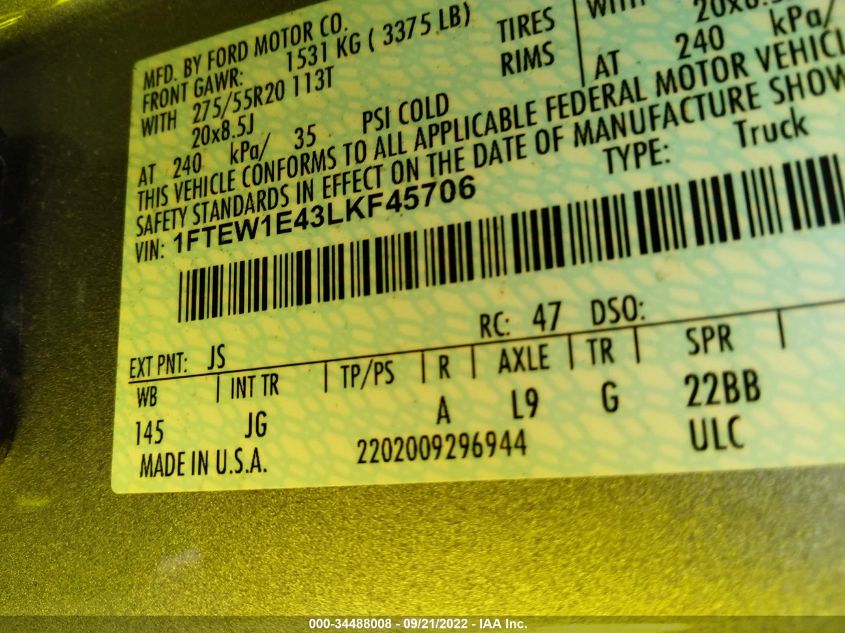 MFD. BY FORD MOTOR CO.
FRONT GAWR: 1531 KG ( 3375 LB)
WITH 275/55R20 113T TIRES WITH
20x8.5J RIMS
AT 240 kPa/ 35 PSI COLD AT 240 kPa/
THIS VEHICLE CONFORMS TO ALL APPLICABLE FEDERAL MOTOR
SAFETY STANDARDS IN EFFECT ON THE DATE OF MANUFACTURE
VIN: 1FTEW1E43LKF45706 TYPE: Truck
EXT PNT: JS RC: 47 DSO:
WB INT TR TP/PS R AXLE TR SPR
145 JG A L9 G 22BB
MADE IN U.S.A. 2202009296944 ULC
000-34488008 - 09/21/2022 - IAA Inc.